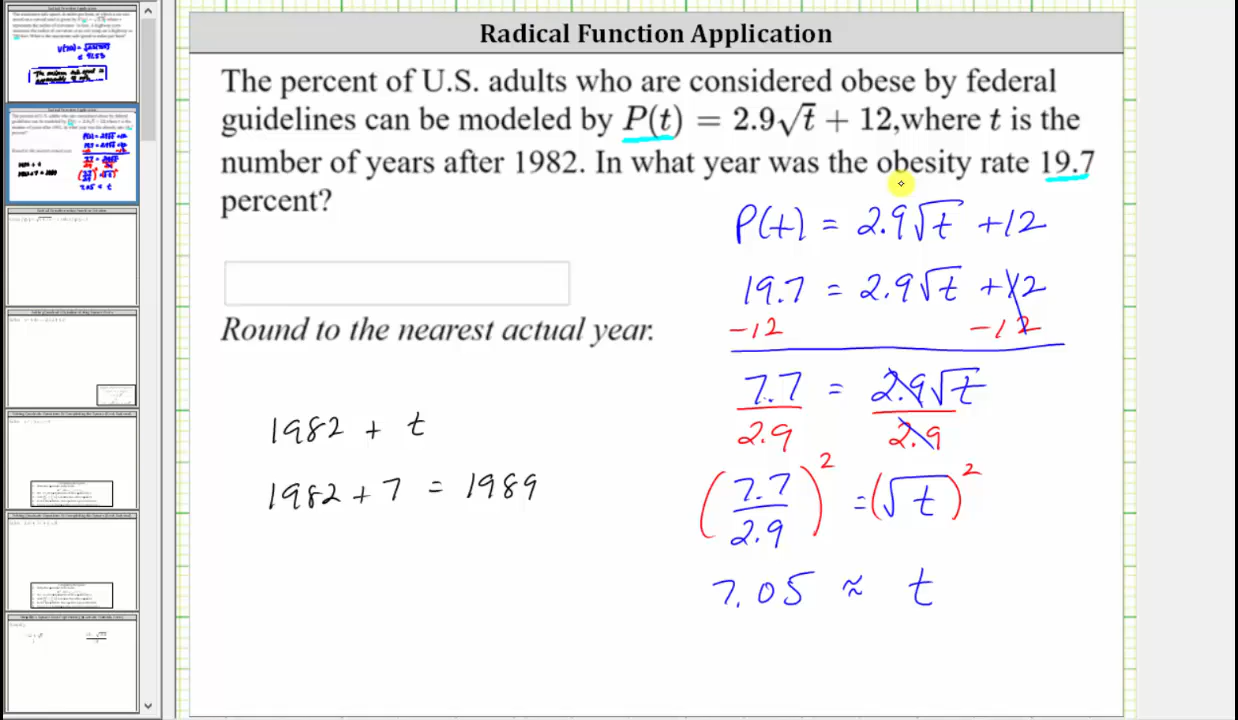 Radical Function Application
The percent of U.S. adults who are considered obese by federal
guidelines can be modeled by P(t) = 2.9√t + 12,where t is the
number of years after 1982. In what year was the obesity rate 19.7
percent?
Round to the nearest actual year.
1982 + t
1982 + 7 = 1989
P(t) = 2.9√t + 12
19.7 = 2.9√t + 12
-12 -12
7.7 = 2.9√t
2.9 2.9
(7.7/2.9)² = (√t)²
7.05 ≈ t